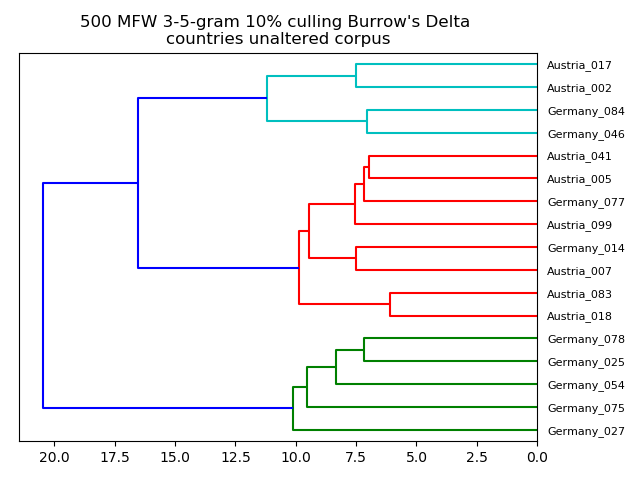 500 MFW 3-5-gram 10% culling Burrow's Delta
countries unaltered corpus
Austria_017
Austria_002
Germany_084
Germany_046
Austria_041
Austria_005
Germany_077
Austria_099
Germany_014
Austria_007
Austria_083
Austria_018
Germany_078
Germany_025
Germany_054
Germany_075
Germany_027
20.0 17.5 15.0 12.5 10.0 7.5 5.0 2.5 0.0